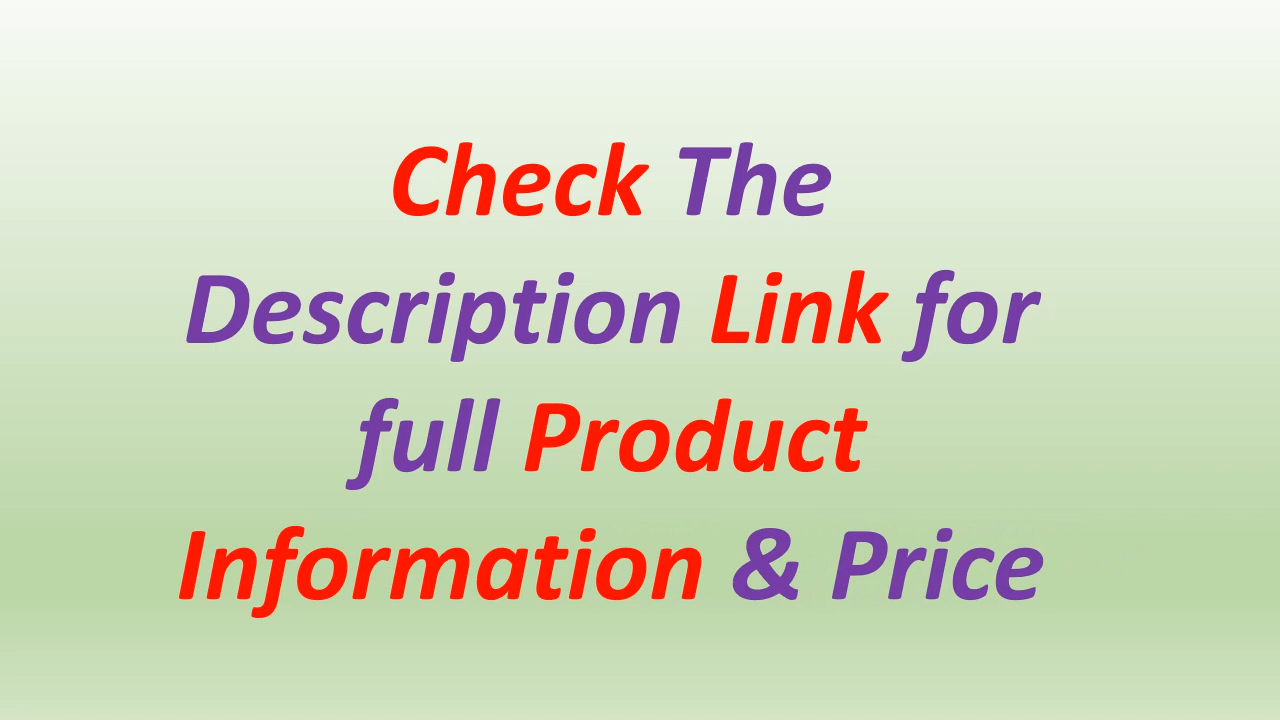 Check The
Description Link for
full Product
Information & Price